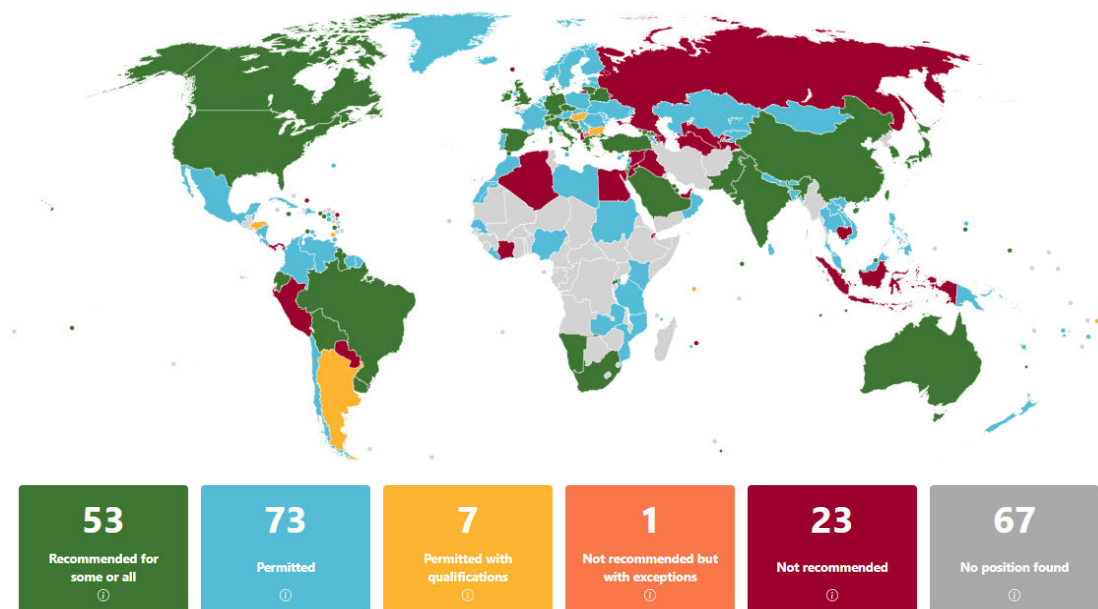 53
Recommended for
some or all
73
Permitted
7
Permitted with
qualifications
1
Not recommended but
with exceptions
23
Not recommended
67
No position found